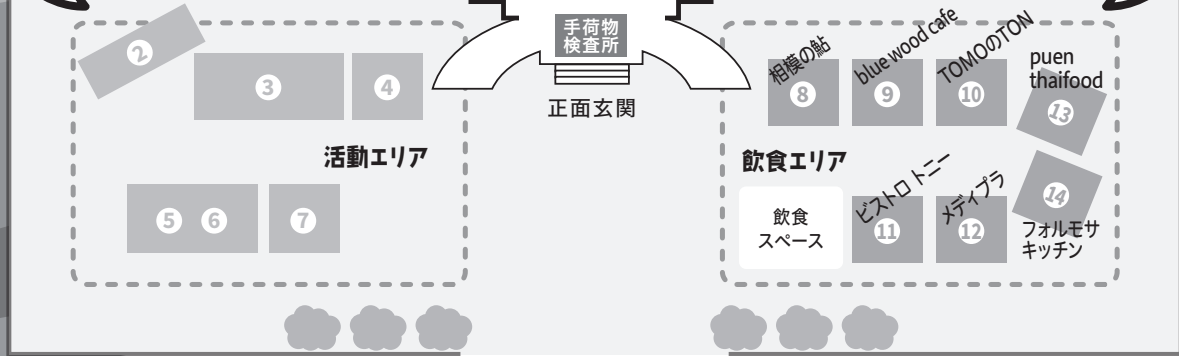 手荷物
検査所
正面玄関
②
③
④
活動エリア
⑤ ⑥
⑦
相模の鮎
⑧
blue wood cafe
⑨
TOMOのTON
⑩
puen
thaifood
⑬
飲食エリア
飲食
スペース
ビストロ トニー
⑪
メディプラ
⑫
⑭
フォルモサ
キッチン